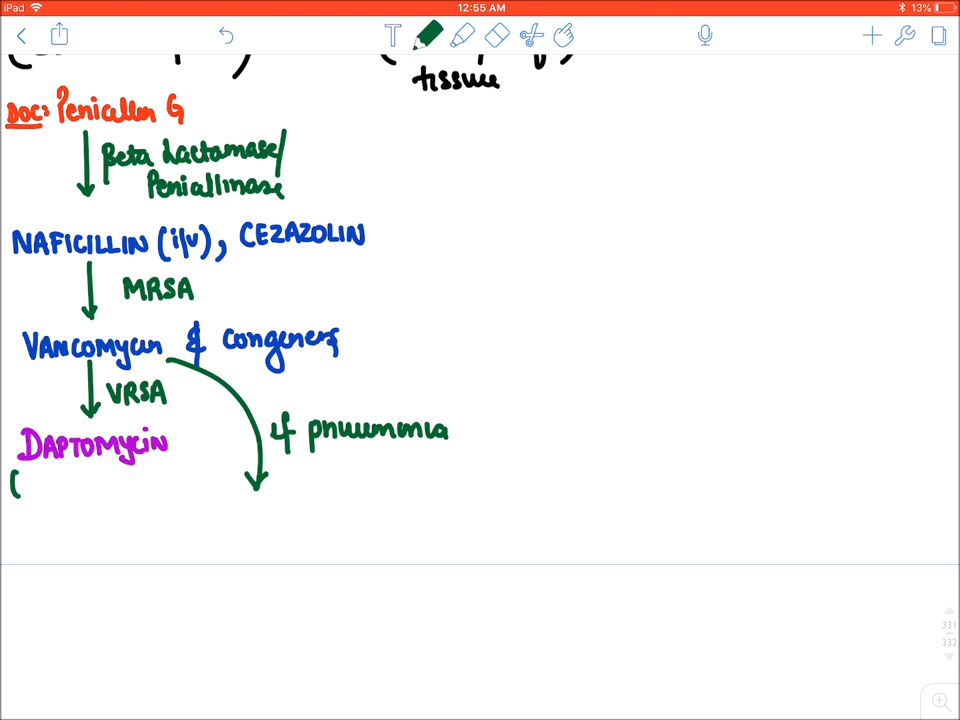 iPad 12:55 AM 13%
T
tissue
DOC: Penicillin G
Beta Lactamase/
Penicillinase
NAFICILLIN (i/v), CEZAZOLIN
MRSA
VANCOMYCIN & congeners
VRSA
if pneumonia
DAPTOMYCIN
(
331
332